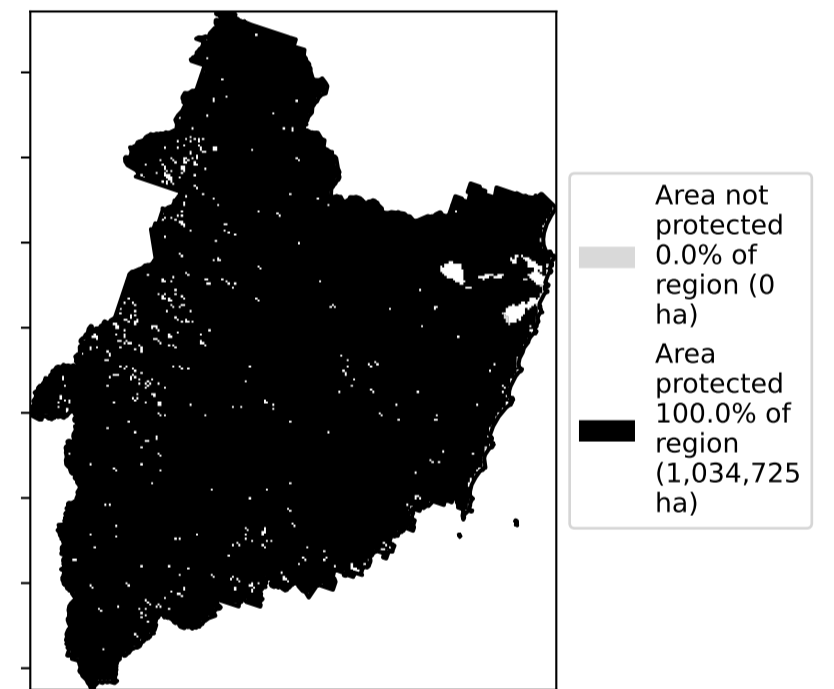 Area not
protected
0.0% of
region (0
ha)
Area
protected
100.0% of
region
(1,034,725
ha)